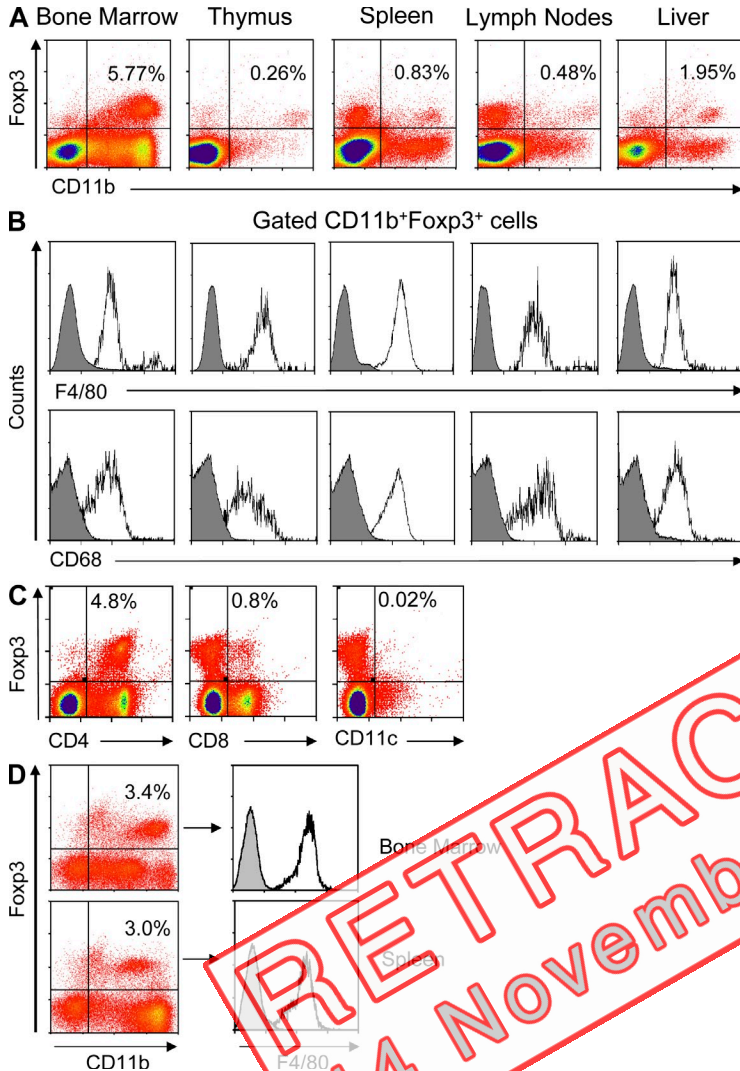 A Bone Marrow Thymus Spleen Lymph Nodes Liver
Foxp3
5.77% 0.26% 0.83% 0.48% 1.95%
CD11b
B Gated CD11b⁺Foxp3⁺ cells
Counts
F4/80
CD68
C
Foxp3
4.8% 0.8% 0.02%
CD4 CD8 CD11c
D
Foxp3
3.4%
Bone Marrow
3.0%
Spleen
CD11b F4/80